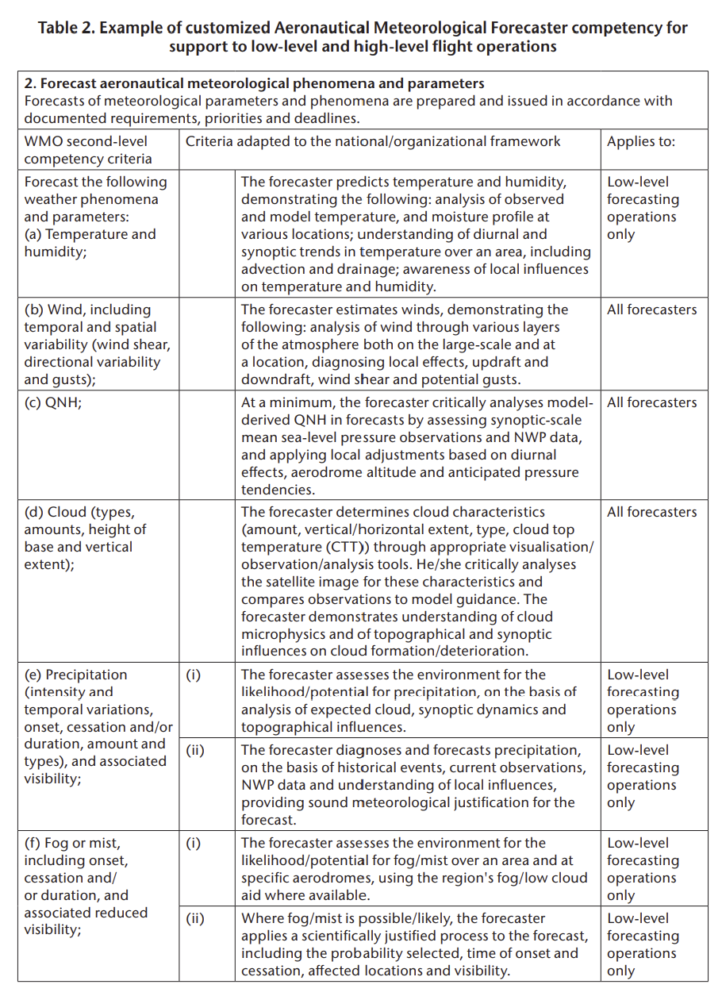 Table 2. Example of customized Aeronautical Meteorological Forecaster competency for
support to low-level and high-level flight operations
2. Forecast aeronautical meteorological phenomena and parameters
Forecasts of meteorological parameters and phenomena are prepared and issued in accordance with
documented requirements, priorities and deadlines.
WMO second-level
competency criteria
Criteria adapted to the national/organizational framework
Applies to:
Forecast the following
weather phenomena
and parameters:
(a) Temperature and
humidity;
The forecaster predicts temperature and humidity,
demonstrating the following: analysis of observed
and model temperature, and moisture profile at
various locations; understanding of diurnal and
synoptic trends in temperature over an area, including
advection and drainage; awareness of local influences
on temperature and humidity.
Low-level
forecasting
operations
only
(b) Wind, including
temporal and spatial
variability (wind shear,
directional variability
and gusts);
The forecaster estimates winds, demonstrating the
following: analysis of wind through various layers
of the atmosphere both on the large-scale and at
a location, diagnosing local effects, updraft and
downdraft, wind shear and potential gusts.
All forecasters
(c) QNH;
At a minimum, the forecaster critically analyses model-
derived QNH in forecasts by assessing synoptic-scale
mean sea-level pressure observations and NWP data,
and applying local adjustments based on diurnal
effects, aerodrome altitude and anticipated pressure
tendencies.
All forecasters
(d) Cloud (types,
amounts, height of
base and vertical
extent);
The forecaster determines cloud characteristics
(amount, vertical/horizontal extent, type, cloud top
temperature (CTT)) through appropriate visualisation/
observation/analysis tools. He/she critically analyses
the satellite image for these characteristics and
compares observations to model guidance. The
forecaster demonstrates understanding of cloud
microphysics and of topographical and synoptic
influences on cloud formation/deterioration.
All forecasters
(e) Precipitation
(intensity and
temporal variations,
onset, cessation and/or
duration, amount and
types), and associated
visibility;
(i)
The forecaster assesses the environment for the
likelihood/potential for precipitation, on the basis of
analysis of expected cloud, synoptic dynamics and
topographical influences.
Low-level
forecasting
operations
only
(ii)
The forecaster diagnoses and forecasts precipitation,
on the basis of historical events, current observations,
NWP data and understanding of local influences,
providing sound meteorological justification for the
forecast.
Low-level
forecasting
operations
only
(f) Fog or mist,
including onset,
cessation and/
or duration, and
associated reduced
visibility;
(i)
The forecaster assesses the environment for the
likelihood/potential for fog/mist over an area and at
specific aerodromes, using the region's fog/low cloud
aid where available.
Low-level
forecasting
operations
only
(ii)
Where fog/mist is possible/likely, the forecaster
applies a scientifically justified process to the forecast,
including the probability selected, time of onset and
cessation, affected locations and visibility.
Low-level
forecasting
operations
only